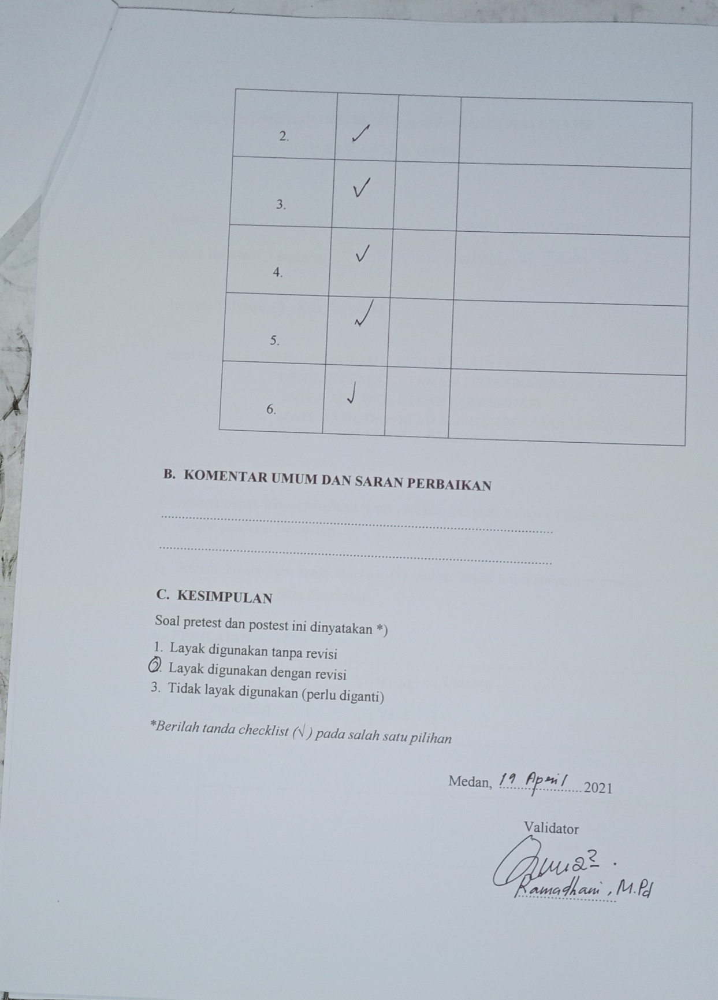 2. ✓
3. ✓
4. ✓
5. ✓
6. ✓
B. KOMENTAR UMUM DAN SARAN PERBAIKAN
C. KESIMPULAN
Soal pretest dan postest ini dinyatakan *)
1. Layak digunakan tanpa revisi
2. Layak digunakan dengan revisi
3. Tidak layak digunakan (perlu diganti)
*Berilah tanda checklist (√ ) pada salah satu pilihan
Medan, 19 April 2021
Validator
Ramadhani, M.Pd